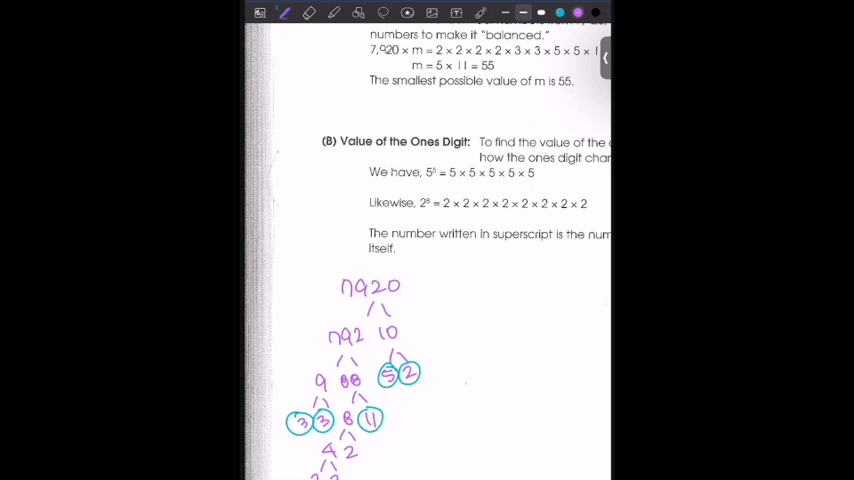 numbers to make it "balanced."
7,920 × m = 2 × 2 × 2 × 2 × 3 × 3 × 5 × 5 × 1
m = 5 × 11 = 55
The smallest possible value of m is 55.
(B) Value of the Ones Digit: To find the value of the
how the ones digit
We have, 5⁵ = 5 × 5 × 5 × 5 × 5
Likewise, 2⁸ = 2 × 2 × 2 × 2 × 2 × 2 × 2 × 2
The number written in superscript is the
itself.
7920
792 10
9 88 5 2
3 3 8 11
4 2